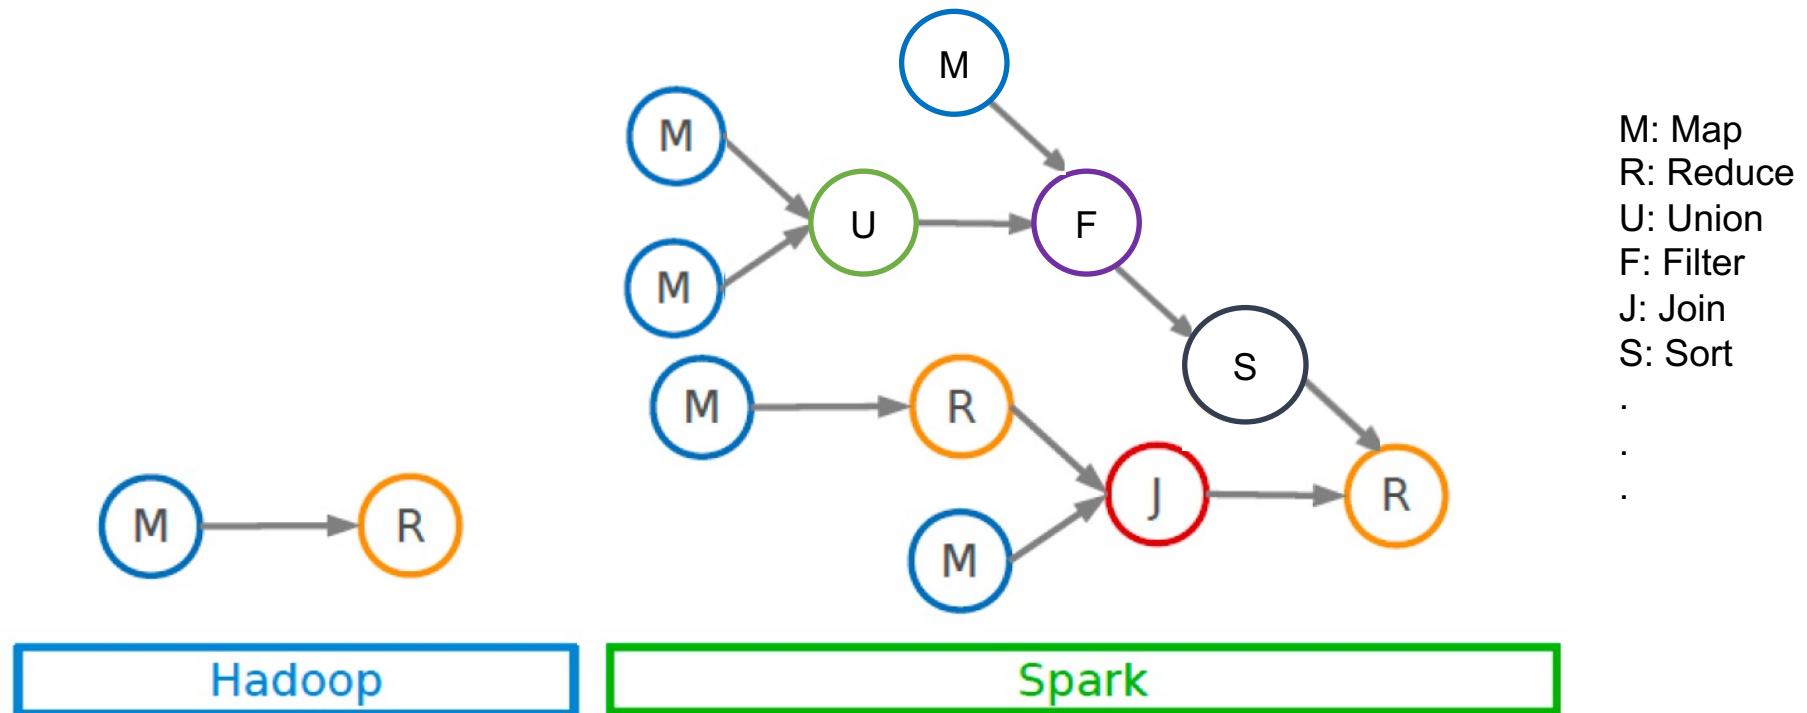 M
M
M
U
F
M
R
S
M
R
J
R
M
M: Map
R: Reduce
U: Union
F: Filter
J: Join
S: Sort
.
.
.
M
R
Hadoop
Spark